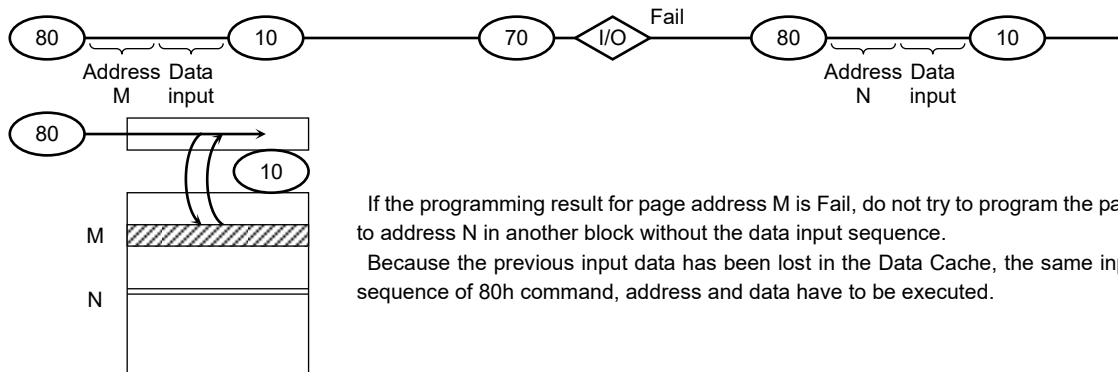 Fail
80 10 70 I/O 80 10
Address Data Address Data
M input N input
80
10
If the programming result for page address M is Fail, do not try to program the
to address N in another block without the data input sequence.
M
Because the previous input data has been lost in the Data Cache, the same
N
sequence of 80h command, address and data have to be executed.